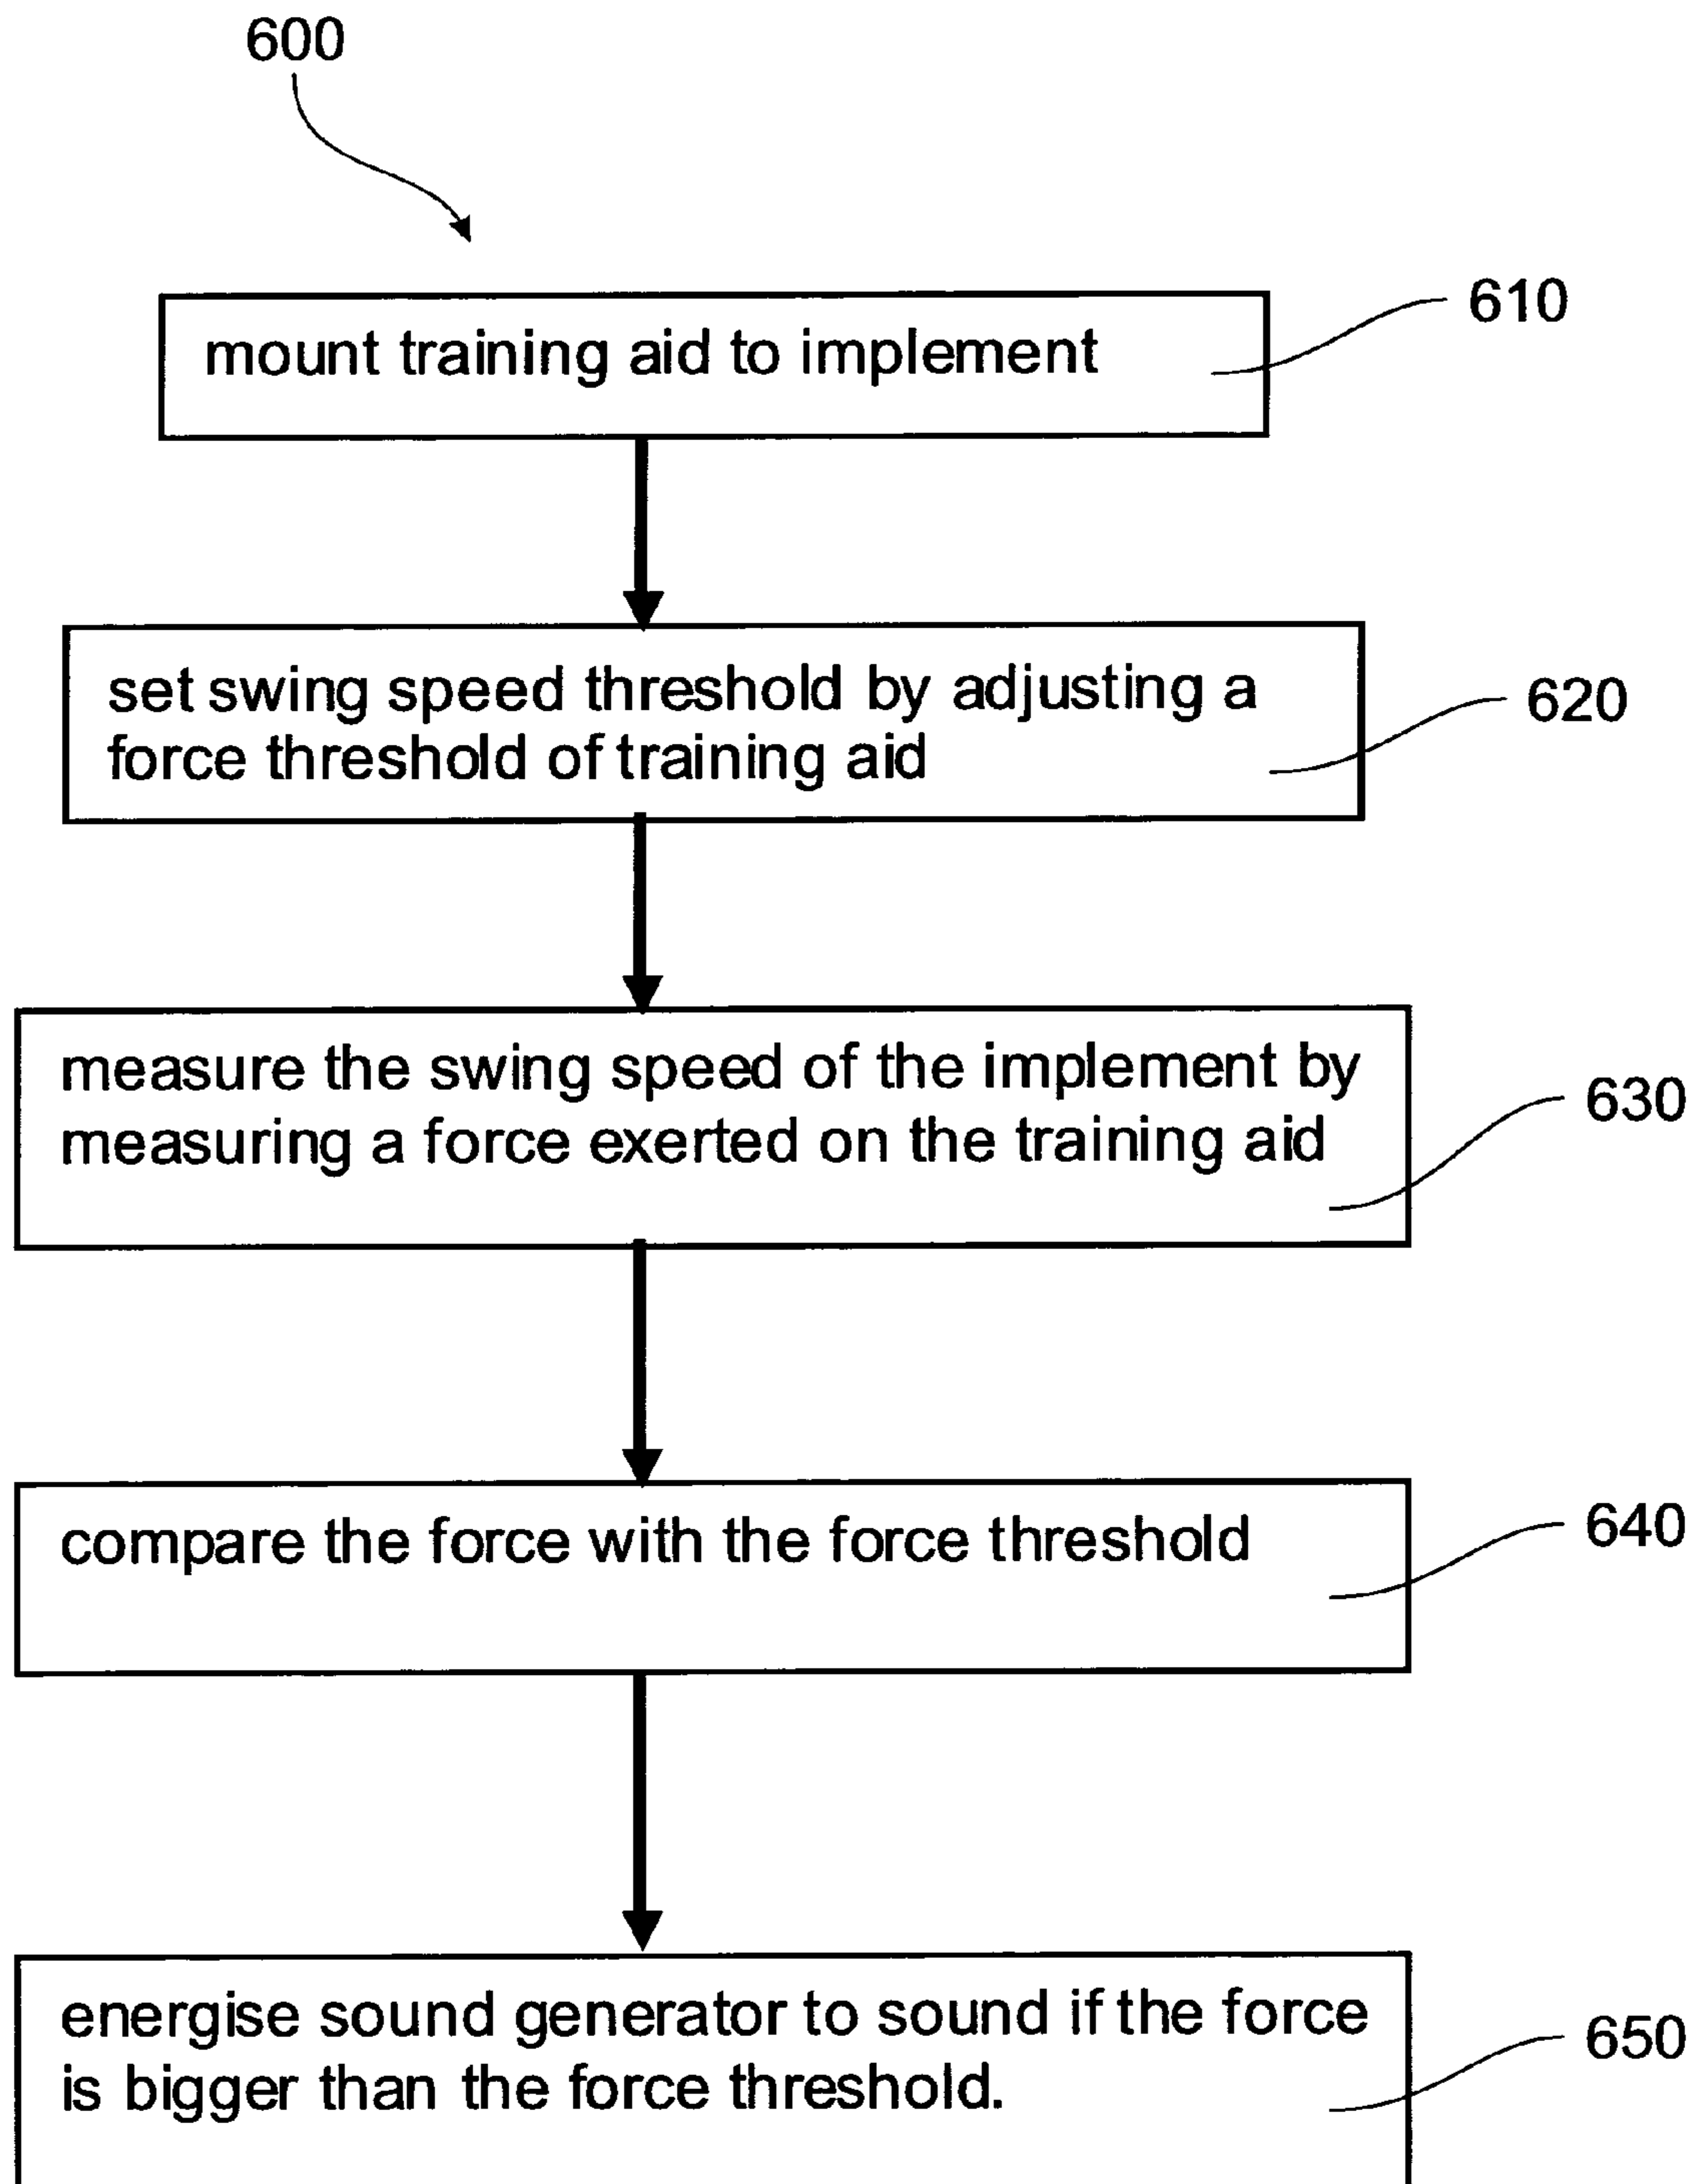 600
mount training aid to implement
610
set swing speed threshold by adjusting a
force threshold of training aid
620
measure the swing speed of the implement by
measuring a force exerted on the training aid
630
compare the force with the force threshold
640
energise sound generator to sound if the force
is bigger than the force threshold.
650